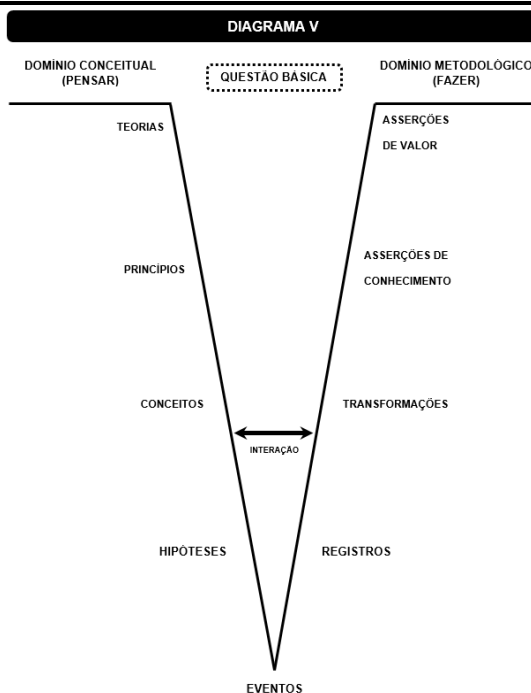 DIAGRAMA V
DOMÍNIO CONCEITUAL
(PENSAR)
QUESTÃO BÁSICA
DOMÍNIO METODOLÓGICO
(FAZER)
TEORIAS
ASSERÇÕES
DE VALOR
PRINCÍPIOS
ASSERÇÕES DE
CONHECIMENTO
CONCEITOS
TRANSFORMAÇÕES
INTERAÇÃO
HIPÓTESES
REGISTROS
EVENTOS